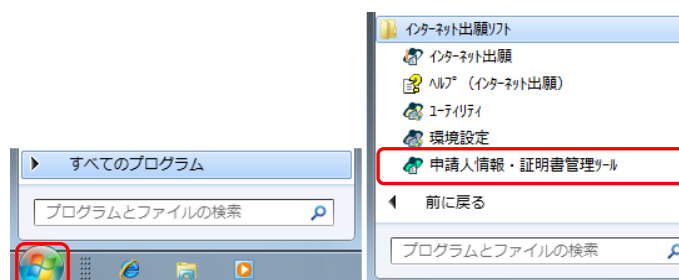 すべてのプログラム
プログラムとファイルの検索
インターネット出願ソフト
インターネット出願
ヘルプ (インターネット出願)
ユーティリティ
環境設定
申請人情報・証明書管理ツール
前に戻る
プログラムとファイルの検索